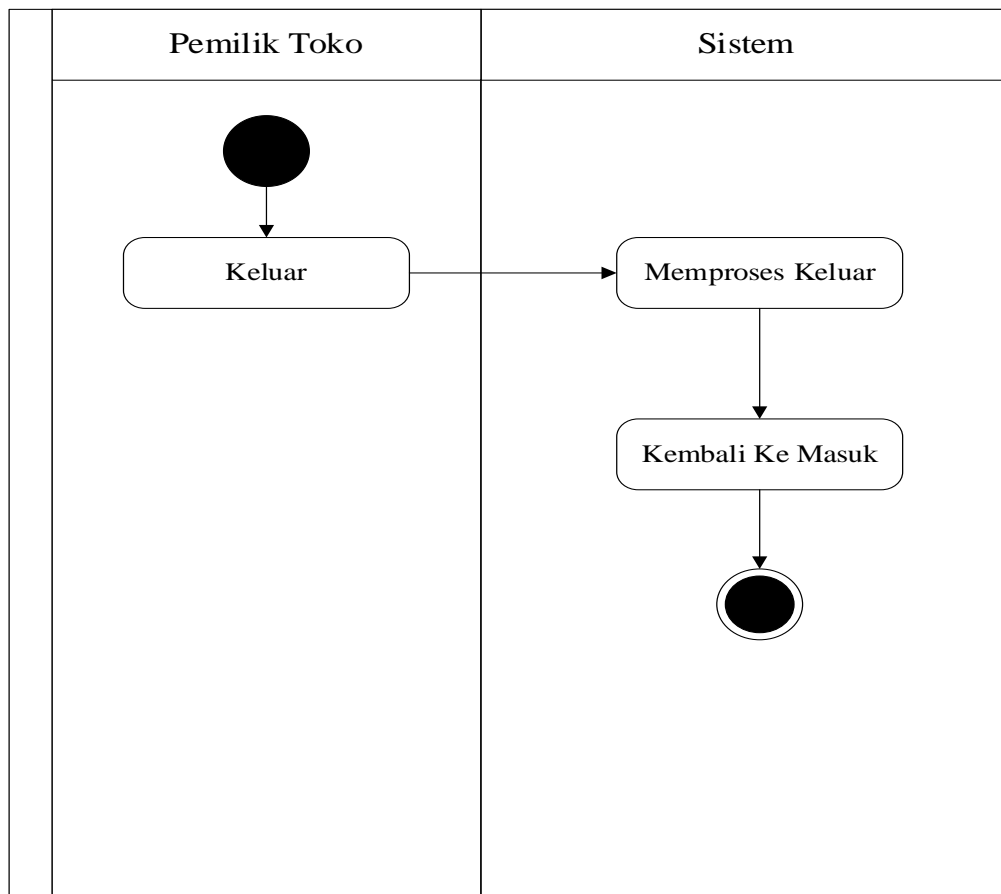 Pemilik Toko
Sistem
Keluar
Memproses Keluar
Kembali Ke Masuk